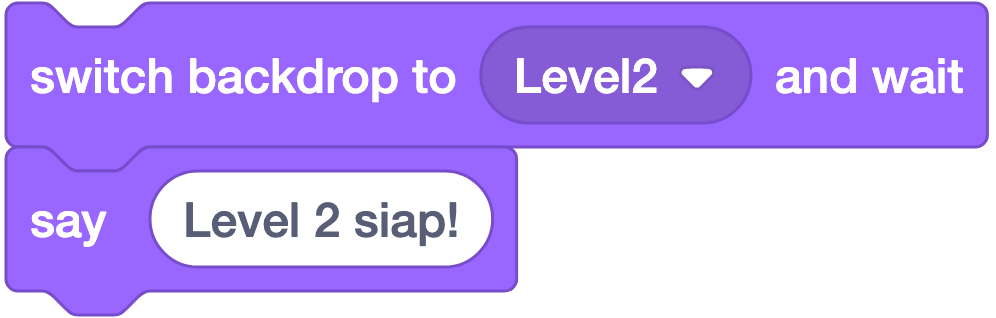 switch backdrop to Level2 and wait
say Level 2 siap!